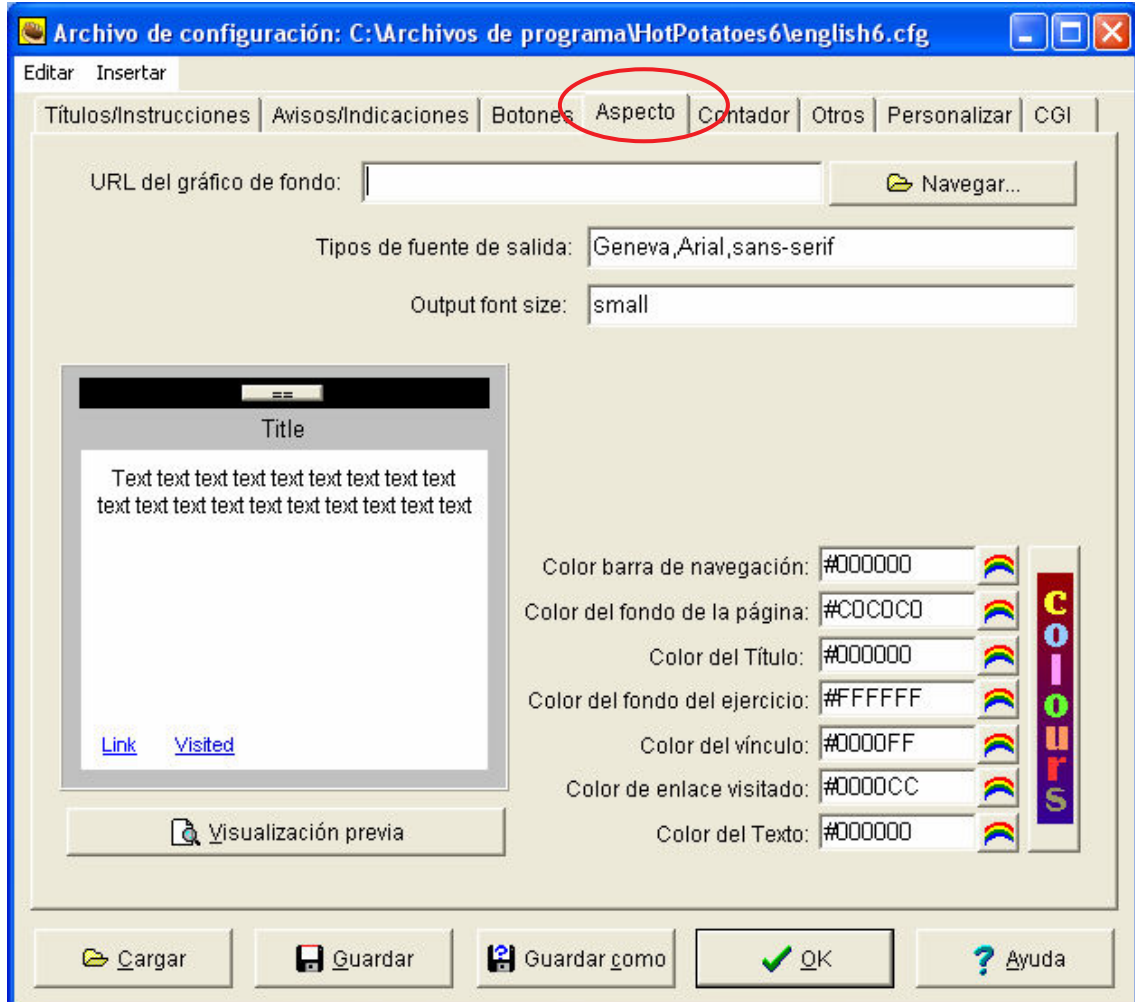 Archivo de configuración: C:\Archivos de programa\HotPotatoes6\english6.cfg
Editar Insertar
Títulos/Instrucciones Avisos/Indicaciones Botones Aspecto Contador Otros Personalizar CGI
URL del gráfico de fondo: Navegar...
Tipos de fuente de salida: Geneva,Arial,sans-serif
Output font size: small
==
Title
Text text text text text text text text text
text text text text text text text text text text
Link Visited
Visualización previa
Color barra de navegación: #000000
Color del fondo de la página: #C0C0C0
Color del Título: #000000
Color del fondo del ejercicio: #FFFFFF
Color del vínculo: #0000FF
Color de enlace visitado: #0000CC
Color del Texto: #000000
Colours
Cargar Guardar Guardar como OK Ayuda